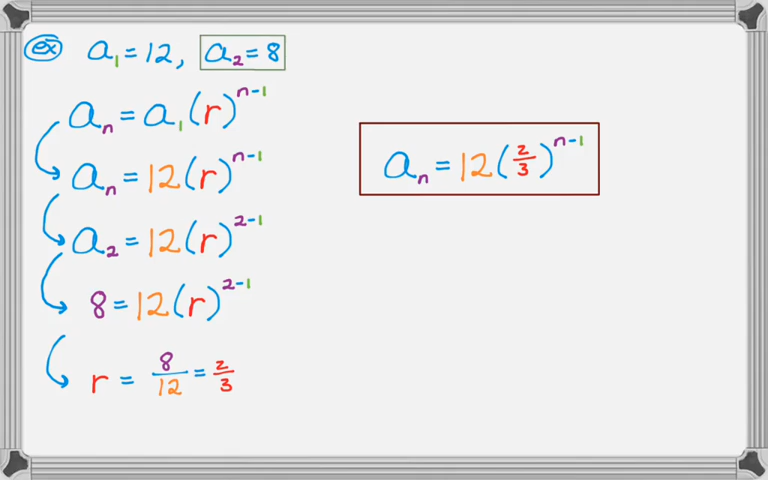 ex a₁ = 12, a₂ = 8
aₙ = a₁(r)ⁿ⁻¹
aₙ = 12(r)ⁿ⁻¹
a₂ = 12(r)²⁻¹
8 = 12(r)²⁻¹
r = 8/12 = 2/3
aₙ = 12(2/3)ⁿ⁻¹